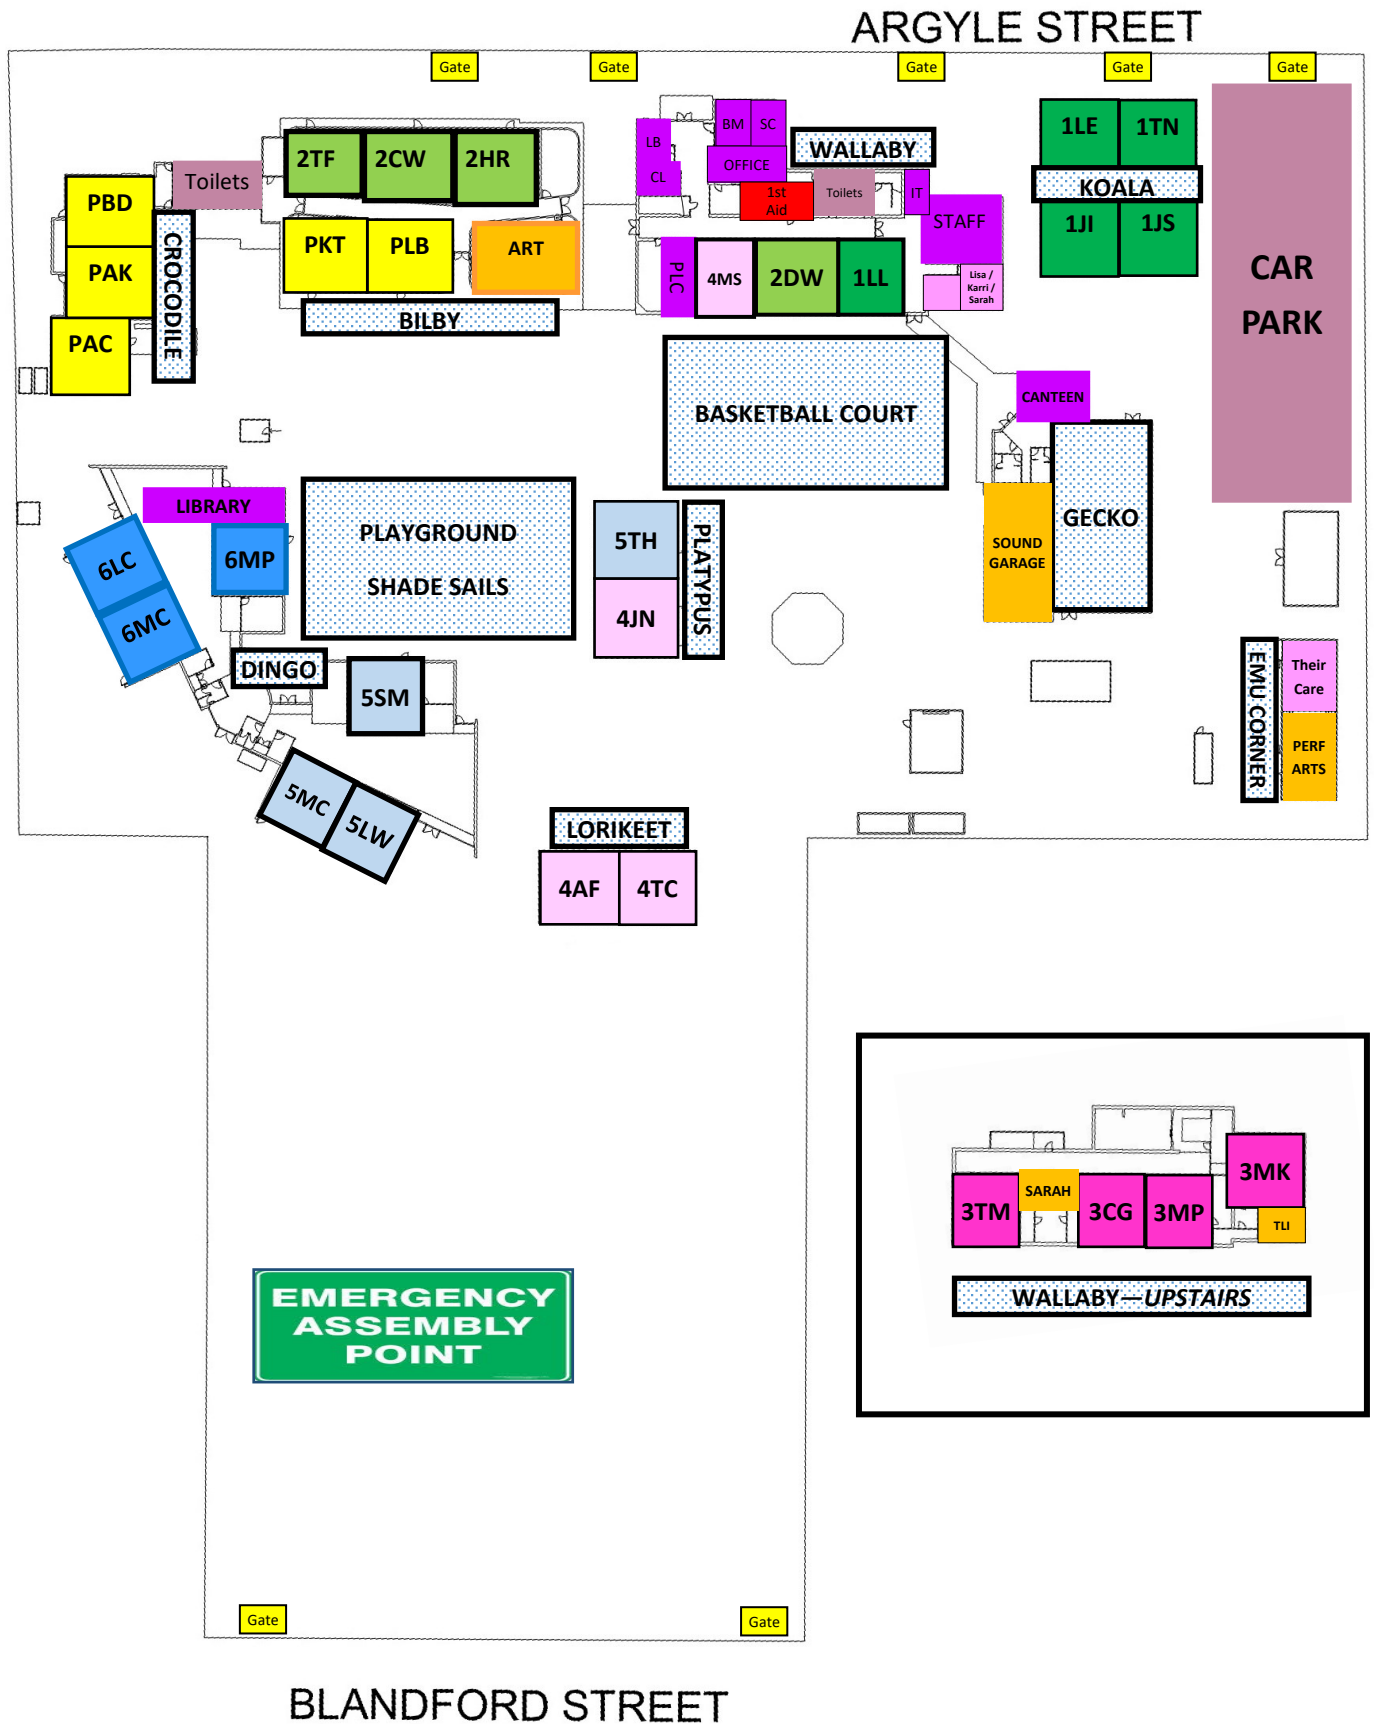 ARGYLE STREET
Gate
Gate
Gate
Gate
Gate
2TF
2CW
2HR
Toilets
PBD
PAK
PAC
CROCODILE
PKT
PLB
ART
BILBY
LB
CL
BM
SC
OFFICE
WALLABY
1st
Aid
Toilets
IT
STAFF
PLC
4MS
2DW
1LL
Lisa /
Karri /
Sarah
1LE
1TN
KOALA
1JI
1JS
CAR
PARK
BASKETBALL COURT
CANTEEN
GECKO
SOUND
GARAGE
LIBRARY
6LC
6MC
6MP
PLAYGROUND
SHADE SAILS
5TH
4JN
PLATYPUS
DINGO
5SM
5MC
5LW
EMU CORNER
Their
Care
PERF
ARTS
LORIKEET
4AF
4TC
3TM
SARAH
3CG
3MP
3MK
TLI
WALLABY—UPSTAIRS
EMERGENCY
ASSEMBLY
POINT
Gate
Gate
BLANDFORD STREET